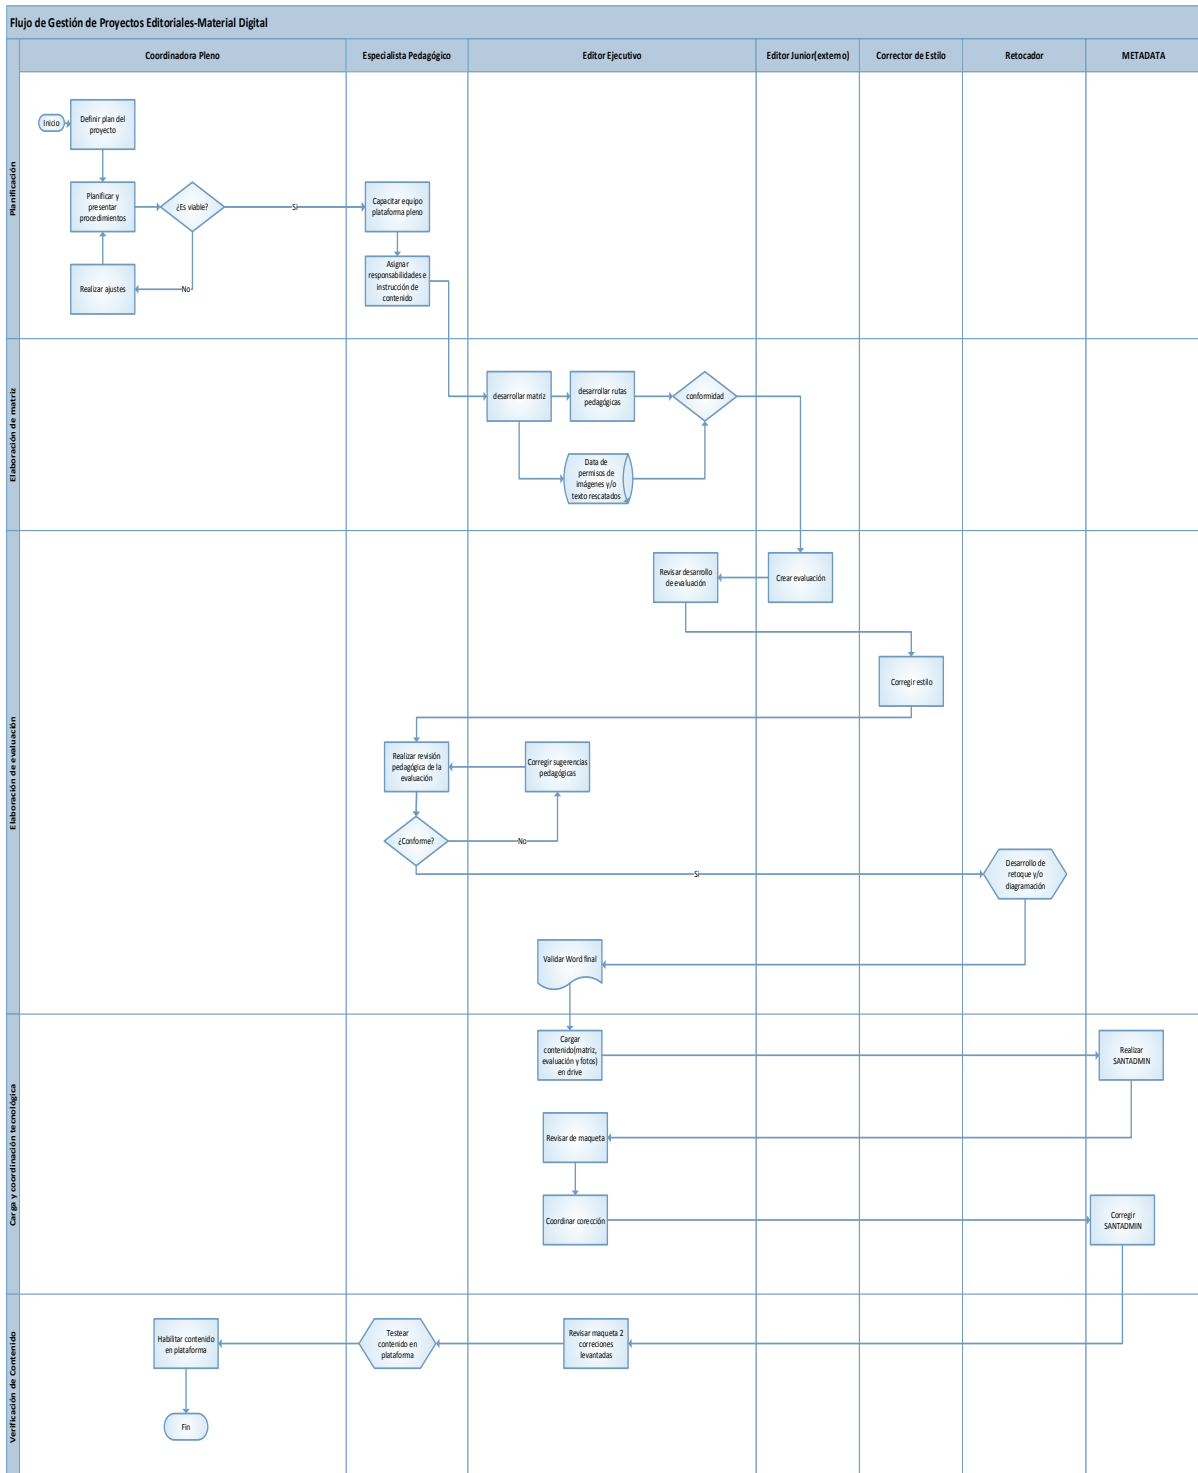 Flujo de Gestión de Proyectos Editoriales-Material Digital
Coordinadora Pleno
Especialista Pedagógico
Editor Ejecutivo
Editor Junior(externo)
Corrector de Estilo
Retocador
METADATA
Planificación
Inicio
Definir plan del
proyecto
Planificar y
presentar
procedimientos
¿Es viable?
Si
Capacitar equipo
plataforma pleno
Realizar ajustes
No
Asignar
responsabilidades e
instrucción de
contenido
Elaboración de matriz
desarrollar matriz
desarrollar rutas
pedagógicas
conformidad
Data de
permisos de
imágenes y/o
texto rescatados
Elaboración de evaluación
Revisar desarrollo
de evaluación
Crear evaluación
Corregir estilo
Realizar revisión
pedagógica de la
evaluación
Corregir sugerencias
pedagógicas
¿Conforme?
No
Si
Desarrollo de
retoque y/o
diagramación
Validar Word final
Carga y coordinación tecnológica
Cargar
contenido(matriz,
evaluación y fotos)
en drive
Realizar
SANTADMIN
Revisar de maqueta
Coordinar corección
Corregir
SANTADMIN
Verificación de Contenido
Habilitar contenido
en plataforma
Testear
contenido en
plataforma
Revisar maqueta 2
correciones
levantadas
Fin